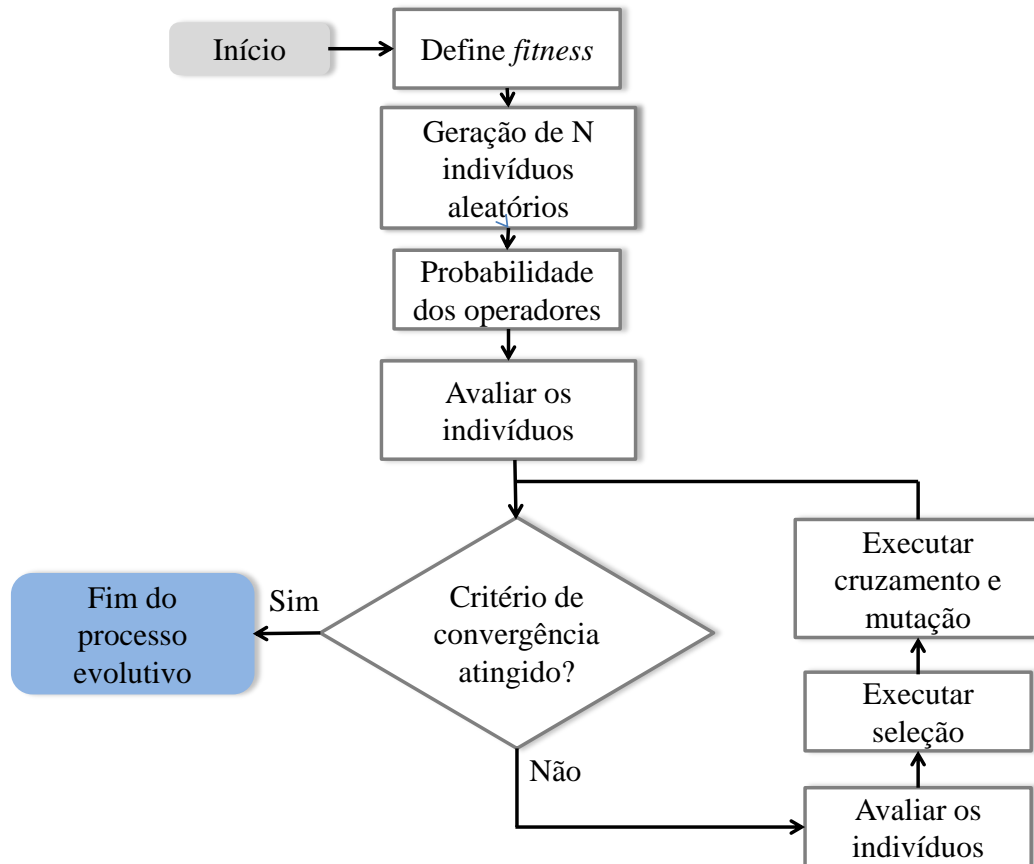 Início
Define fitness
Geração de N
indivíduos
aleatórios
Probabilidade
dos operadores
Avaliar os
indivíduos
Critério de
convergência
atingido?
Sim
Fim do
processo
evolutivo
Não
Avaliar os
indivíduos
Executar
seleção
Executar
cruzamento e
mutação